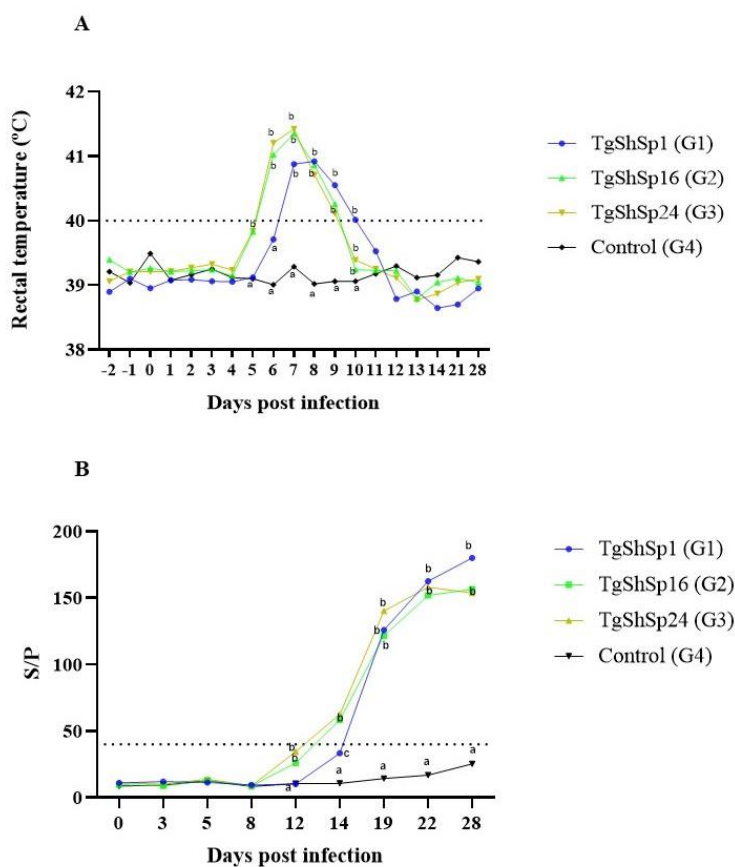 A
Rectal temperature (ºC)
42
41
40
39
38
b
b
b
b
b
b
b
b
b
b
b
b
b
a
a
a
a
a
a
a
-2 -1 0 1 2 3 4 5 6 7 8 9 10 11 12 13 14 21 28
Days post infection
TgShSp1 (G1)
TgShSp16 (G2)
TgShSp24 (G3)
Control (G4)
B
S/P
200
150
100
50
0
b
b
b
b
b
b
b
b
b
b
c
a
a
a
a
a
0 3 5 8 12 14 19 22 28
Days post infection
TgShSp1 (G1)
TgShSp16 (G2)
TgShSp24 (G3)
Control (G4)